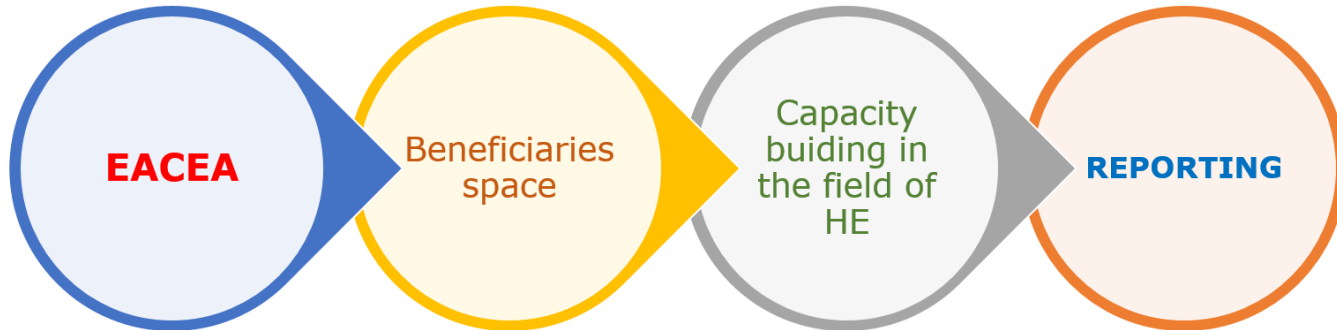 EACEA
Beneficiaries
space
Capacity
buiding in
the field of
HE
REPORTING